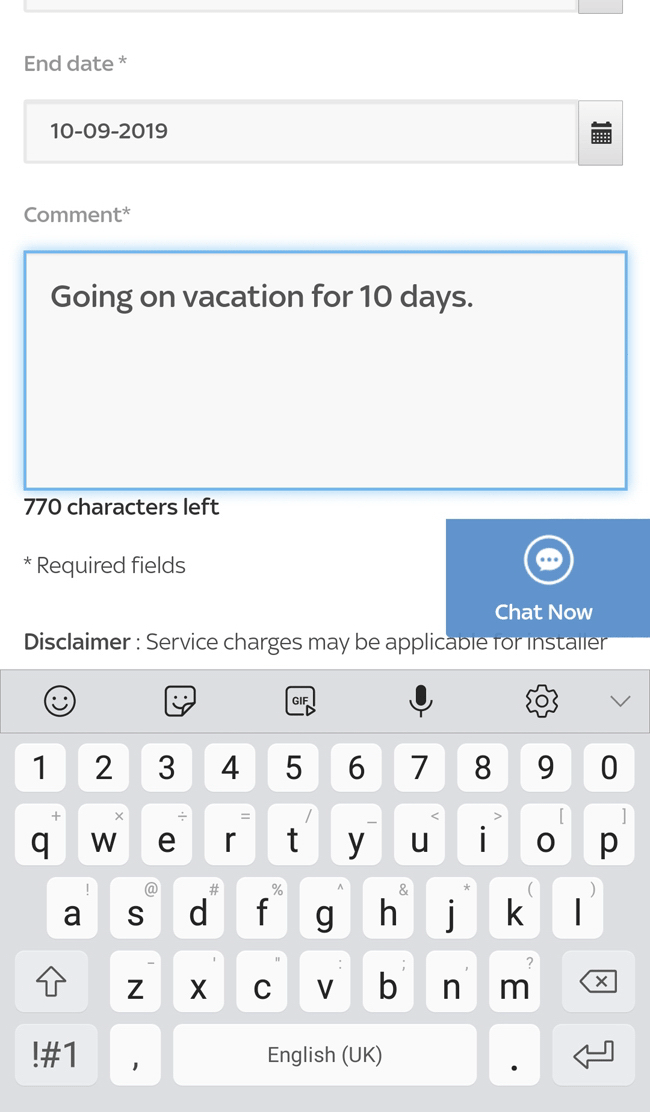 End date *
10-09-2019
Comment*
Going on vacation for 10 days.
770 characters left
* Required fields
Chat Now
Disclaimer : Service charges may be applicable for installer
GIF
1 2 3 4 5 6 7 8 9 0
+ × ÷ = / _ < > [ ]
q w e r t y u i o p
! @ # % ^ & * ( )
a s d f g h j k l
- ' " : ; , ?
z x c v b n m
!#1 , English (UK) .